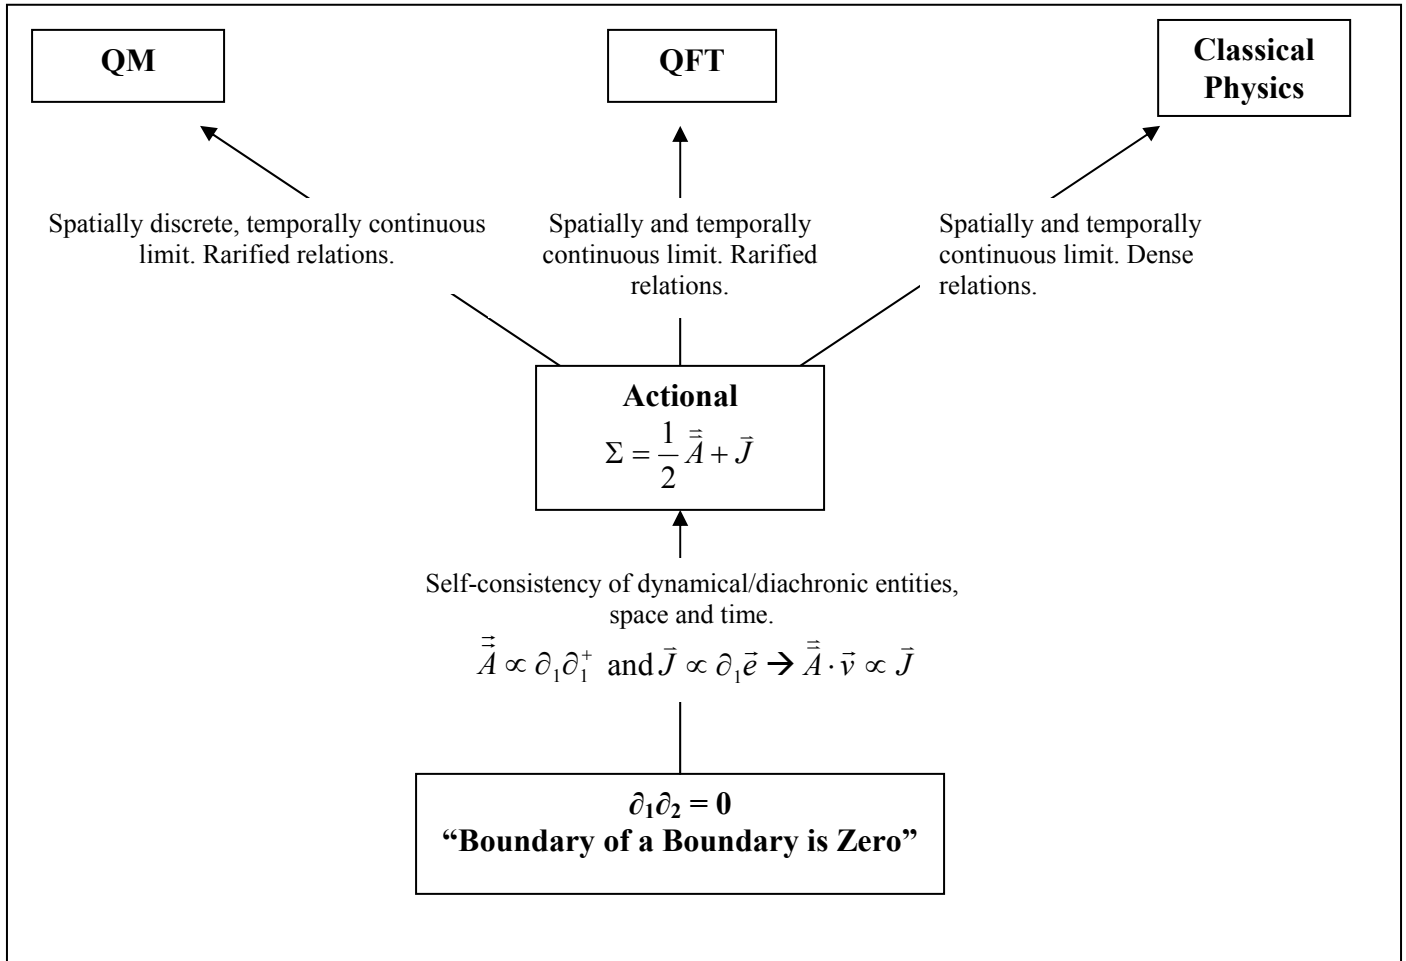 QM
QFT
Classical
Physics
Spatially discrete, temporally continuous
limit. Rarified relations.
Spatially and temporally
continuous limit. Rarified
relations.
Spatially and temporally
continuous limit. Dense
relations.
Actional
Σ = 1/2 A⃗ + J⃗
Self-consistency of dynamical/diachronic entities,
space and time.
A⃗ ∝ ∂₁∂₁⁺ and J⃗ ∝ ∂₁e⃗ → A⃗ · v⃗ ∝ J⃗
∂₁∂₂ = 0
“Boundary of a Boundary is Zero”